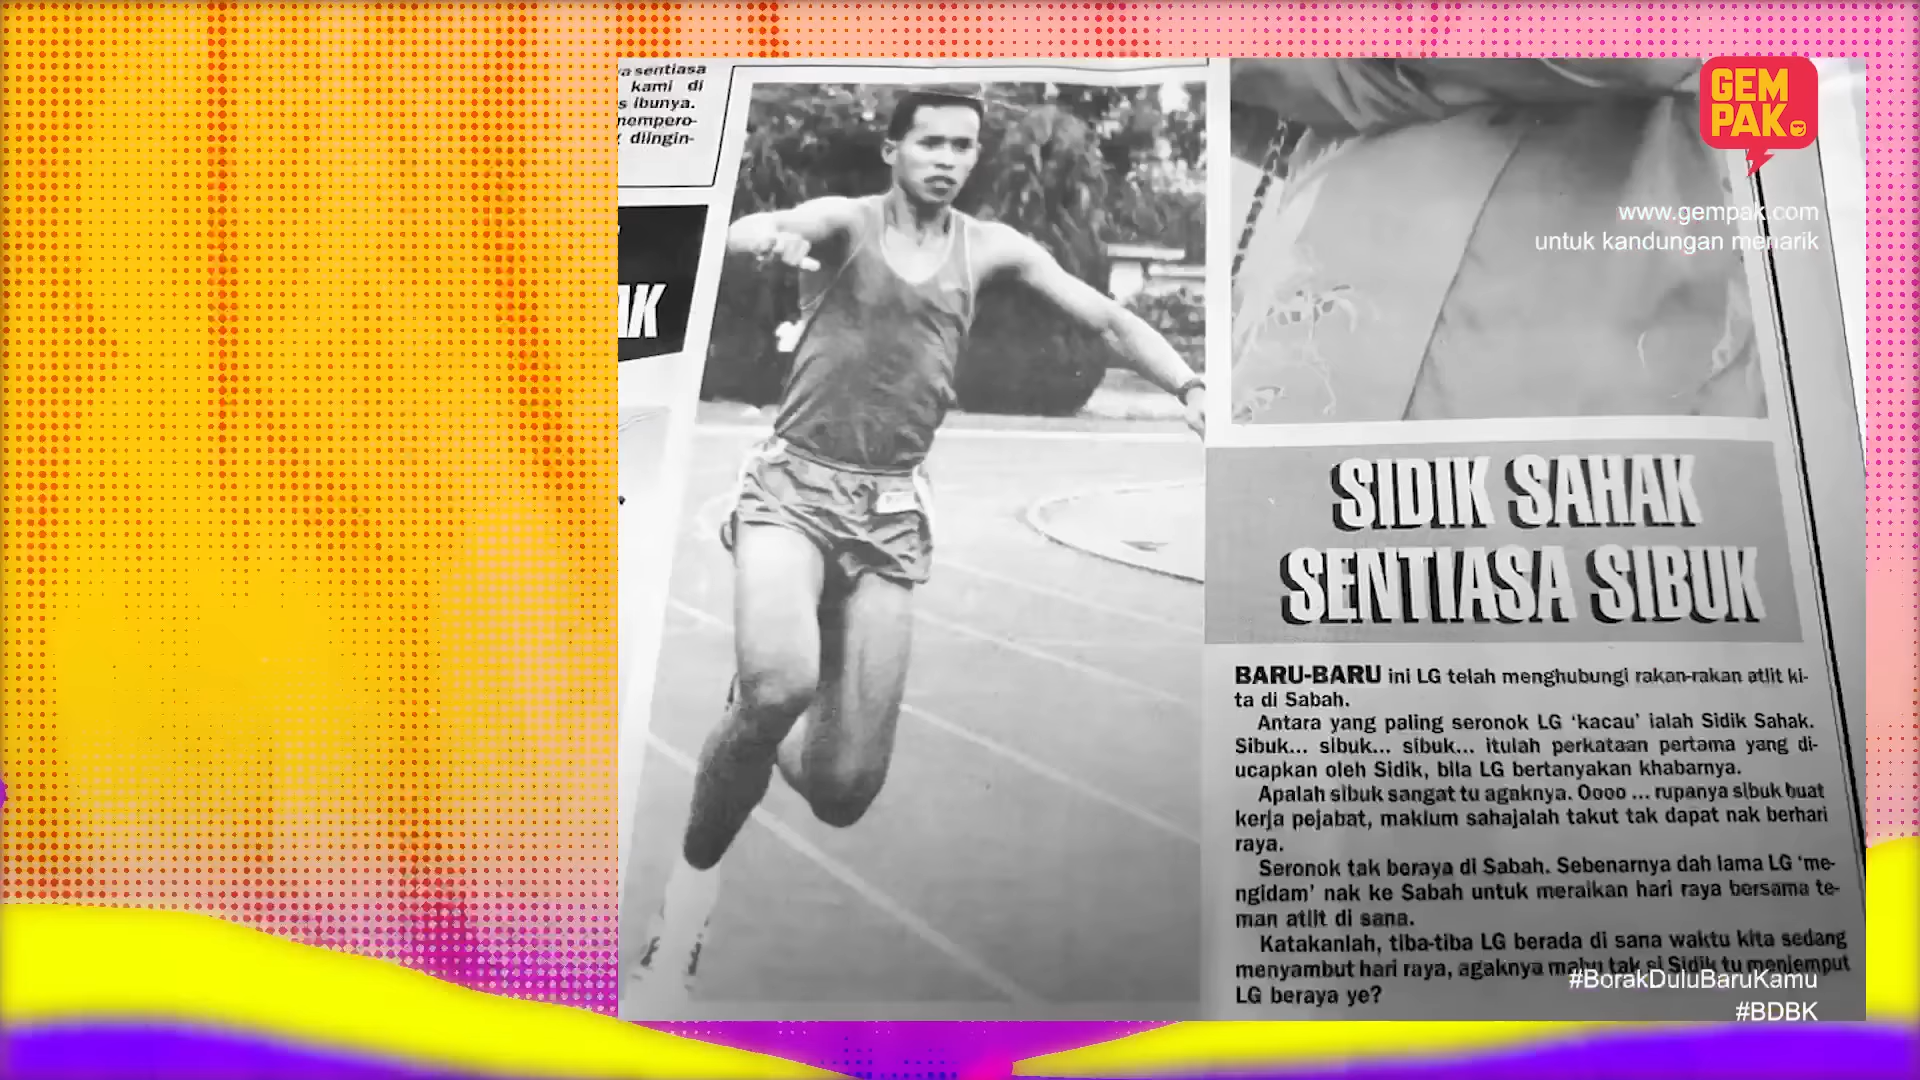 a sentiasa
kami di
s ibunya.
mempero-
diingin-
AK
GEM
PAK
www.gempak.com
untuk kandungan menarik
SIDIK SAHAK
SENTIASA SIBUK
BARU-BARU ini LG telah menghubungi rakan-rakan atlit ki-
ta di Sabah.
Antara yang paling seronok LG ‘kacau’ ialah Sidik Sahak.
Sibuk... sibuk... sibuk... itulah perkataan pertama yang di-
ucapkan oleh Sidik, bila LG bertanyakan khabarnya.
Apalah sibuk sangat tu agaknya. Oooo ... rupanya sibuk buat
kerja pejabat, maklum sahajalah takut tak dapat nak berhari
raya.
Seronok tak beraya di Sabah. Sebenarnya dah lama LG ‘me-
ngidam’ nak ke Sabah untuk meraikan hari raya bersama te-
man atlit di sana.
Katakanlah, tiba-tiba LG berada di sana waktu kita sedang
menyambut hari raya, agaknya mahu tak si Sidik tu menjemput
LG beraya ye?
#BorakDuluBaruKamu
#BDBK